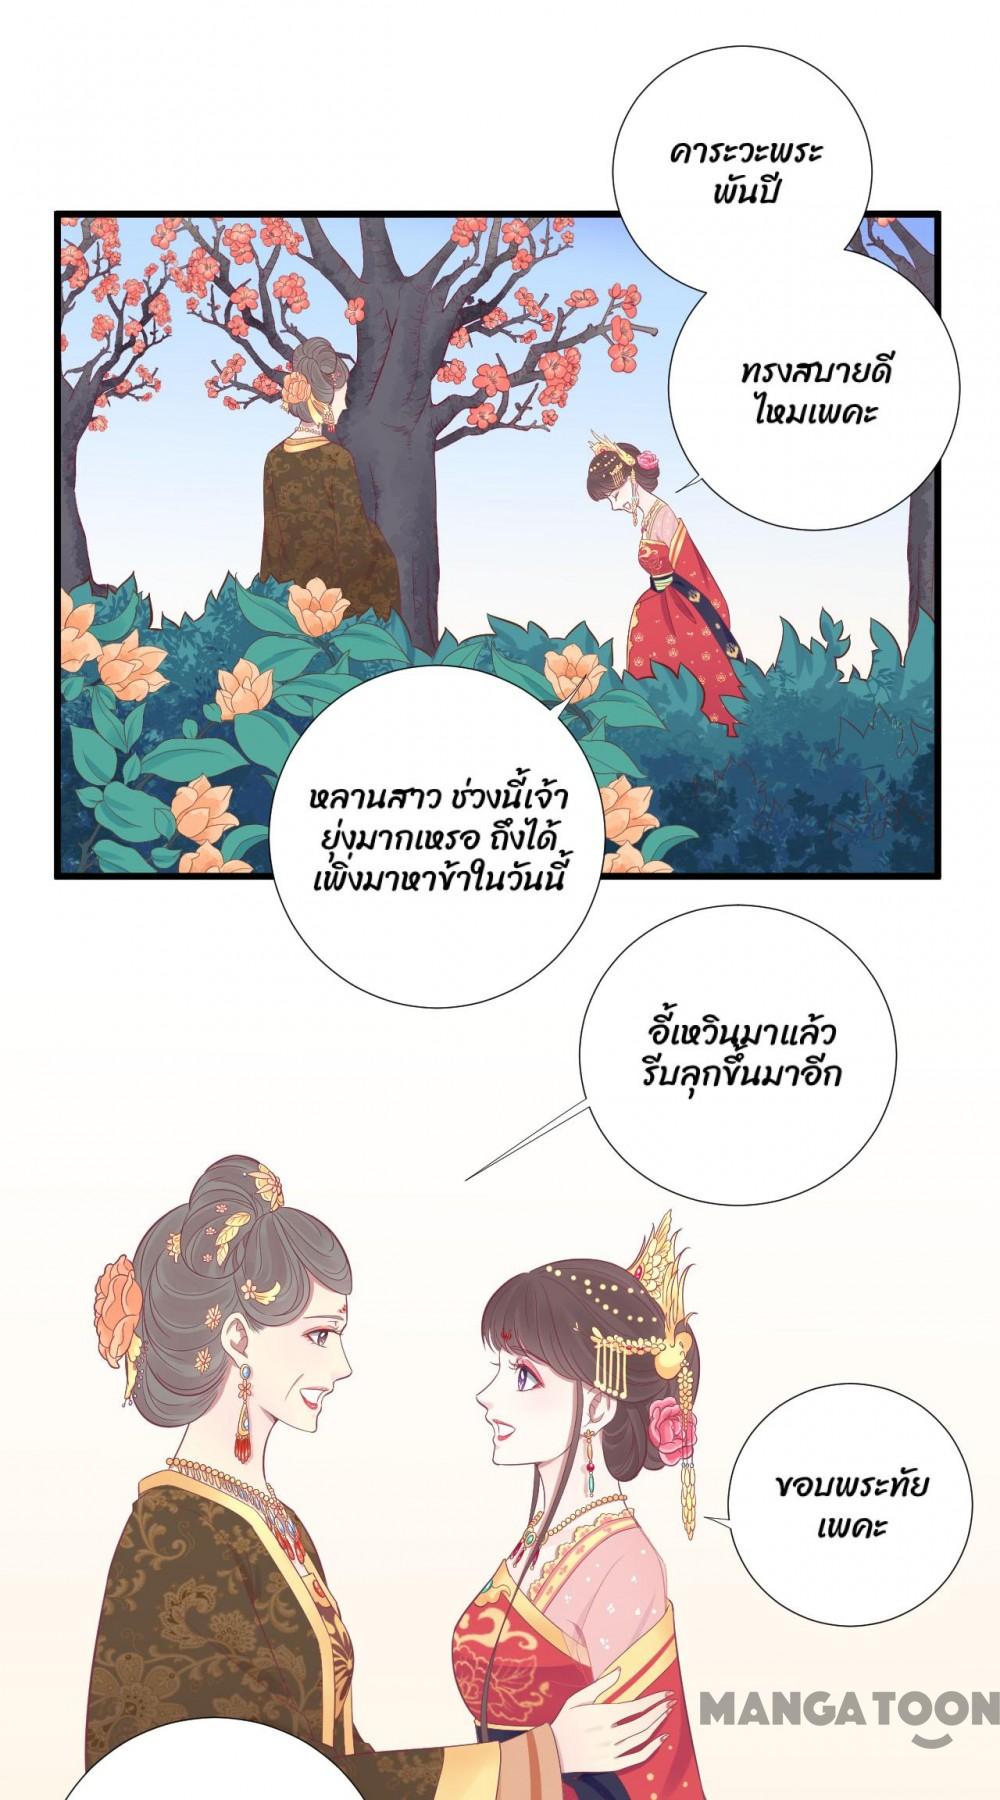 คาระวะพระ
พันปี
ทรงสบายดี
ไหมเพคะ
หลานสาว ช่วงนี้เจ้า
ยุ่งมากเหรอ ถึงได้
เพิ่งมาหาข้าในวันนี้
อี้เหวินมาแล้ว
รีบลุกขึ้นมาอีก
ขอบพระทัย
เพคะ
MANGATOON